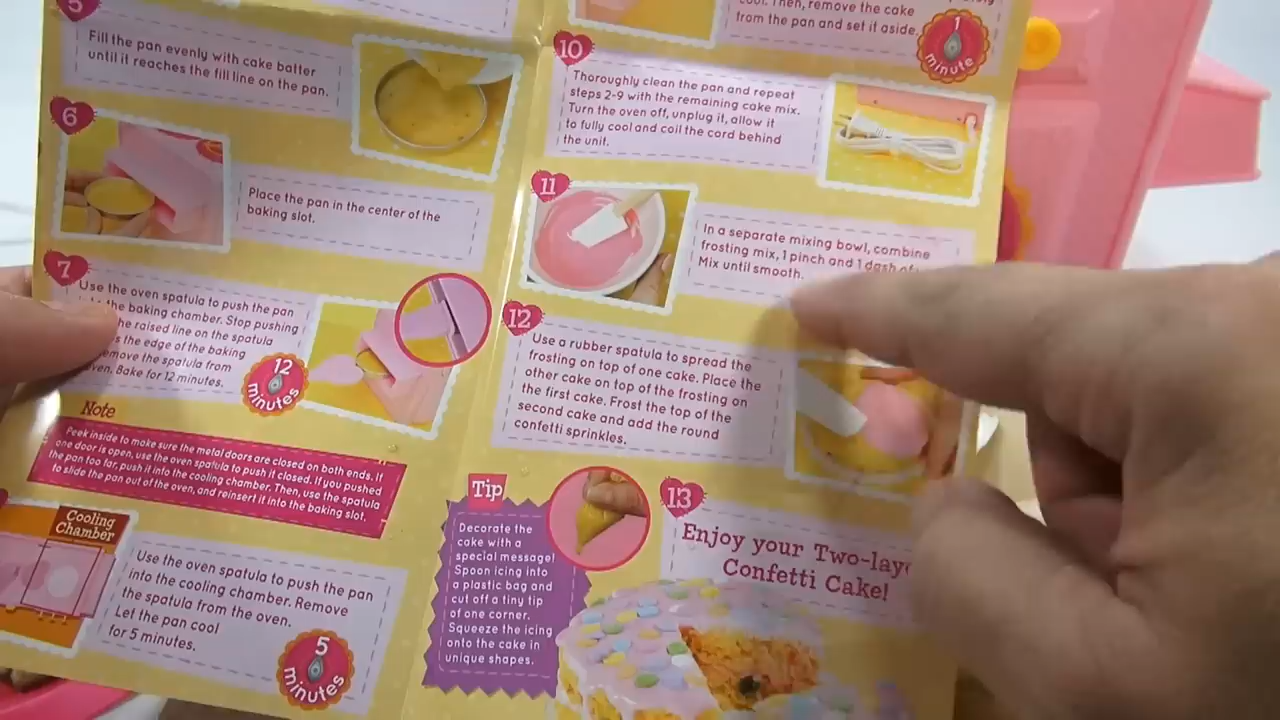 5
Fill the pan evenly with cake batter
until it reaches the fill line on the pan.
6
Place the pan in the center of the
baking slot.
7
Use the oven spatula to push the pan
the baking chamber. Stop pushing
he raised line on the spatula
s the edge of the baking
emove the spatula from
ven. Bake for 12 minutes.
12
minutes
Note
Peek inside to make sure the metal doors are closed on both ends. If
one door is open, use the oven spatula to push it closed. If you pushed
the pan too far, push it into the cooling chamber. Then, use the spatula
to slide the pan out of the oven, and reinsert it into the baking slot.
Cooling
Chamber
Use the oven spatula to push the pan
into the cooling chamber. Remove
the spatula from the oven.
Let the pan cool
for 5 minutes.
5
minutes
cool. Then, remove the cake
from the pan and set it aside.
1
minute
10
Thoroughly clean the pan and repeat
steps 2-9 with the remaining cake mix.
Turn the oven off, unplug it, allow it
to fully cool and coil the cord behind
the unit.
11
In a separate mixing bowl, combine
frosting mix, 1 pinch and 1 dash of
Mix until smooth.
12
Use a rubber spatula to spread the
frosting on top of one cake. Place the
other cake on top of the frosting on
the first cake. Frost the top of the
second cake and add the round
confetti sprinkles.
Tip
Decorate the
cake with a
special message!
Spoon icing into
a plastic bag and
cut off a tiny tip
of one corner.
Squeeze the icing
onto the cake in
unique shapes.
13
Enjoy your Two-lay
Confetti Cake!